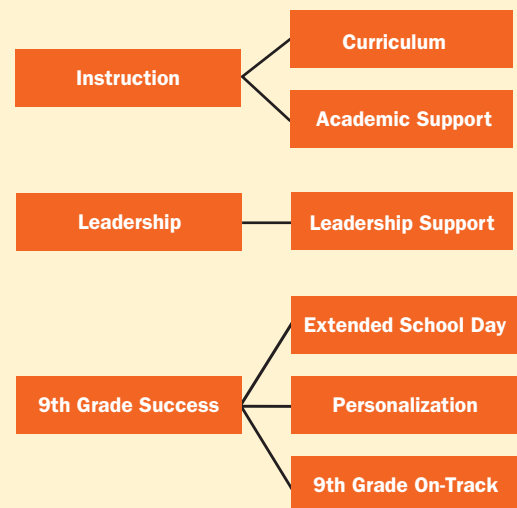 Instruction
Curriculum
Academic Support
Leadership
Leadership Support
9th Grade Success
Extended School Day
Personalization
9th Grade On-Track